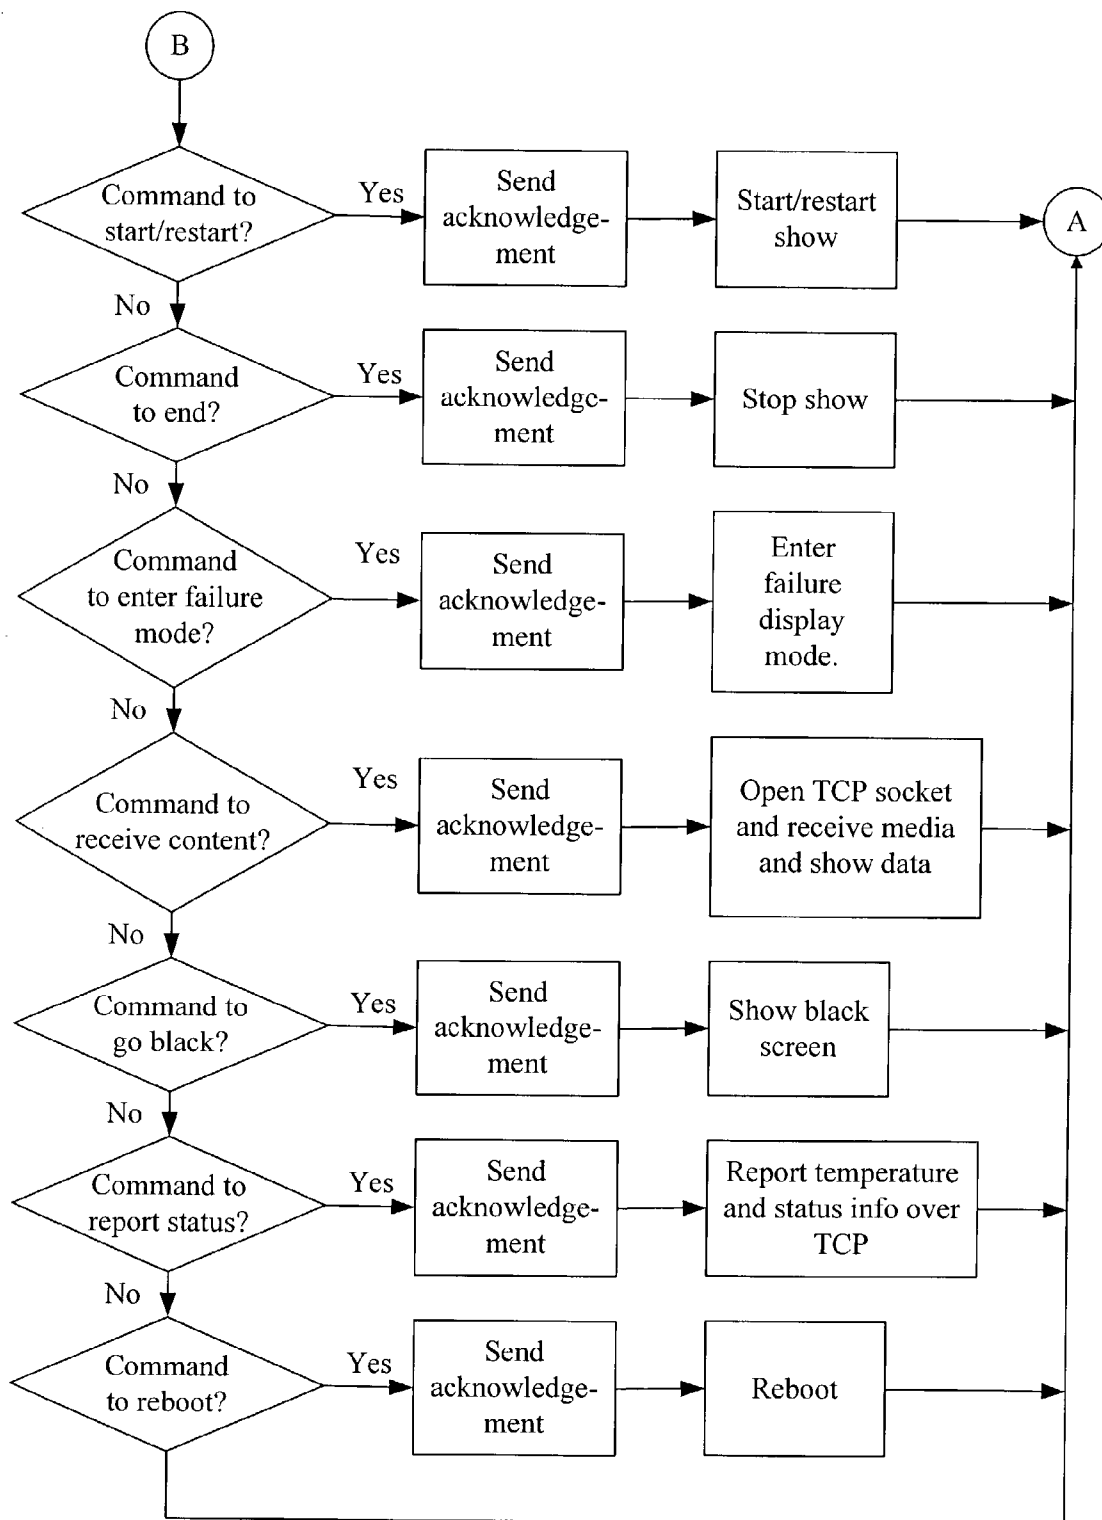 B
Command to
start/restart?
Yes
Send
acknowledge-
ment
Start/restart
show
A
No
Command
to end?
Yes
Send
acknowledge-
ment
Stop show
No
Command
to enter failure
mode?
Yes
Send
acknowledge-
ment
Enter
failure
display
mode.
No
Command to
receive content?
Yes
Send
acknowledge-
ment
Open TCP socket
and receive media
and show data
No
Command to
go black?
Yes
Send
acknowledge-
ment
Show black
screen
No
Command to
report status?
Yes
Send
acknowledge-
ment
Report temperature
and status info over
TCP
No
Command
to reboot?
Yes
Send
acknowledge-
ment
Reboot